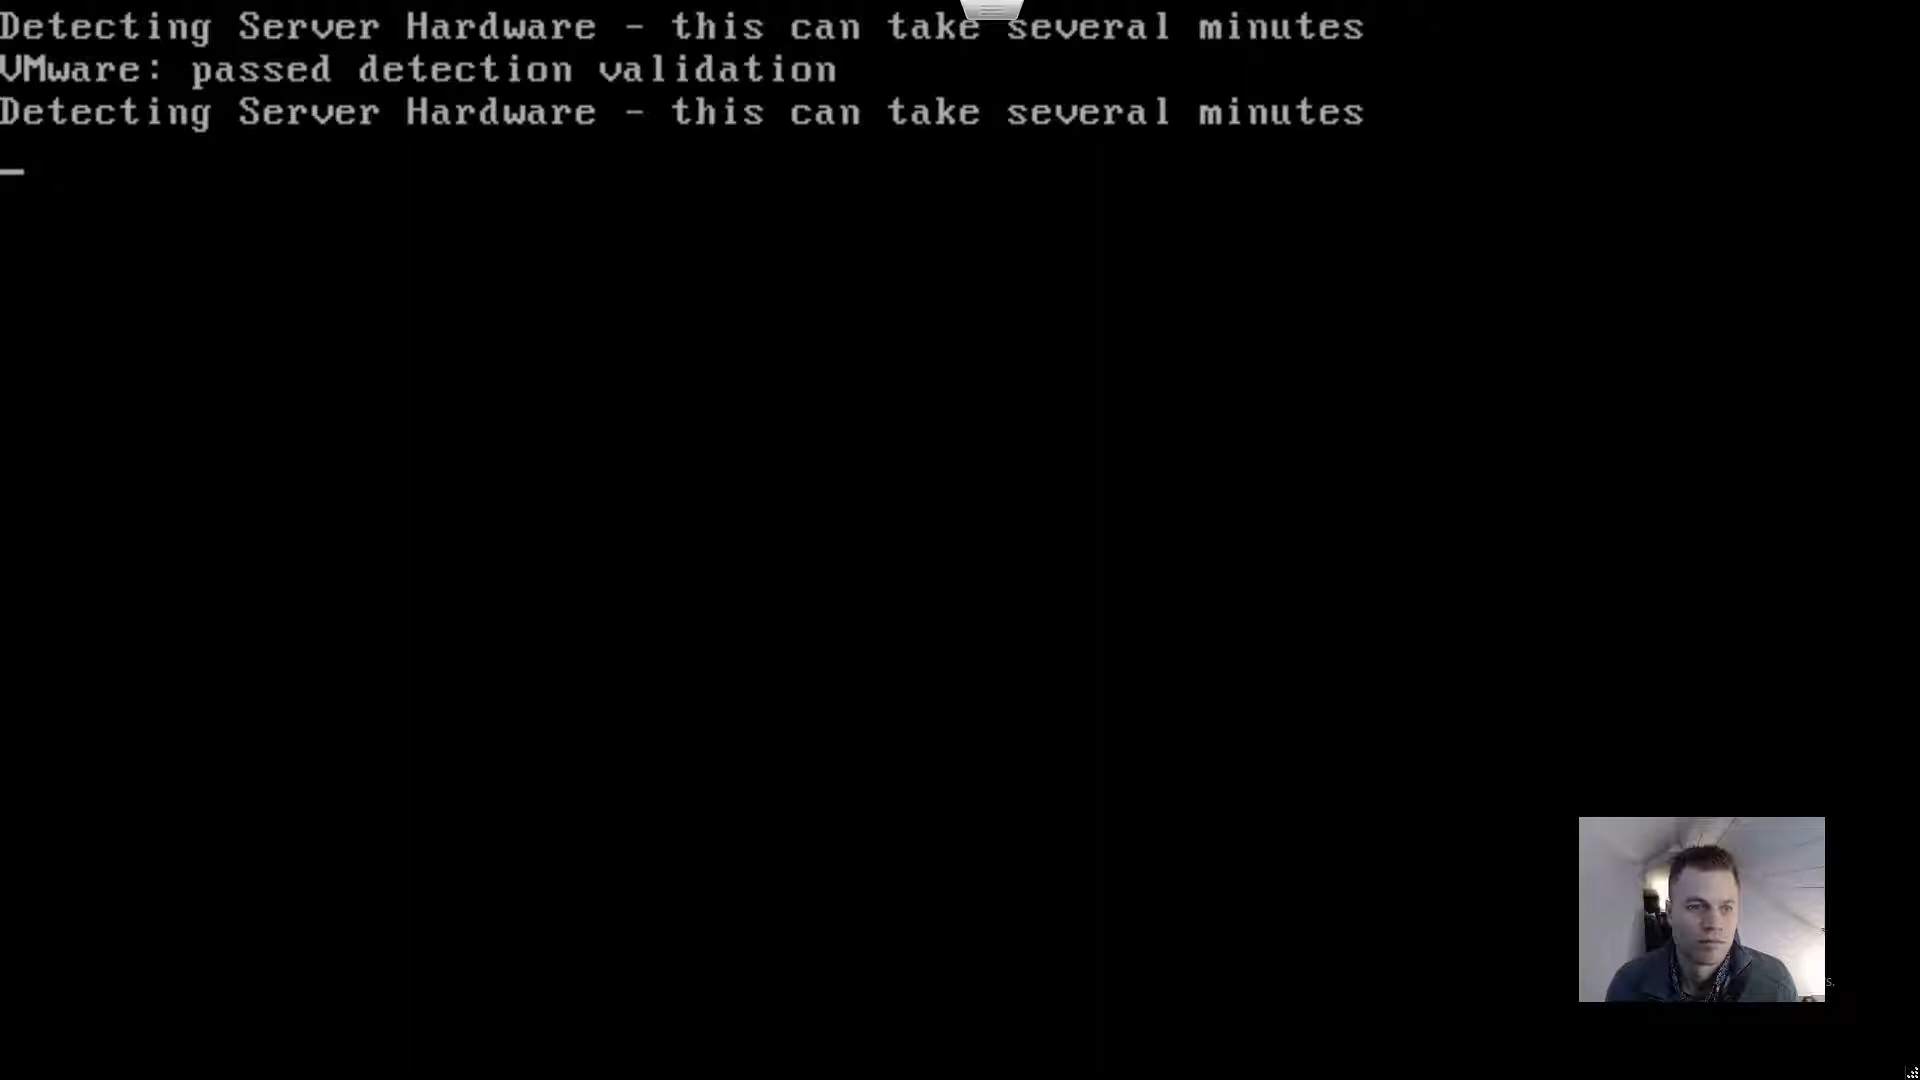 Detecting Server Hardware - this can take several minutes
VMware: passed detection validation
Detecting Server Hardware - this can take several minutes
s.